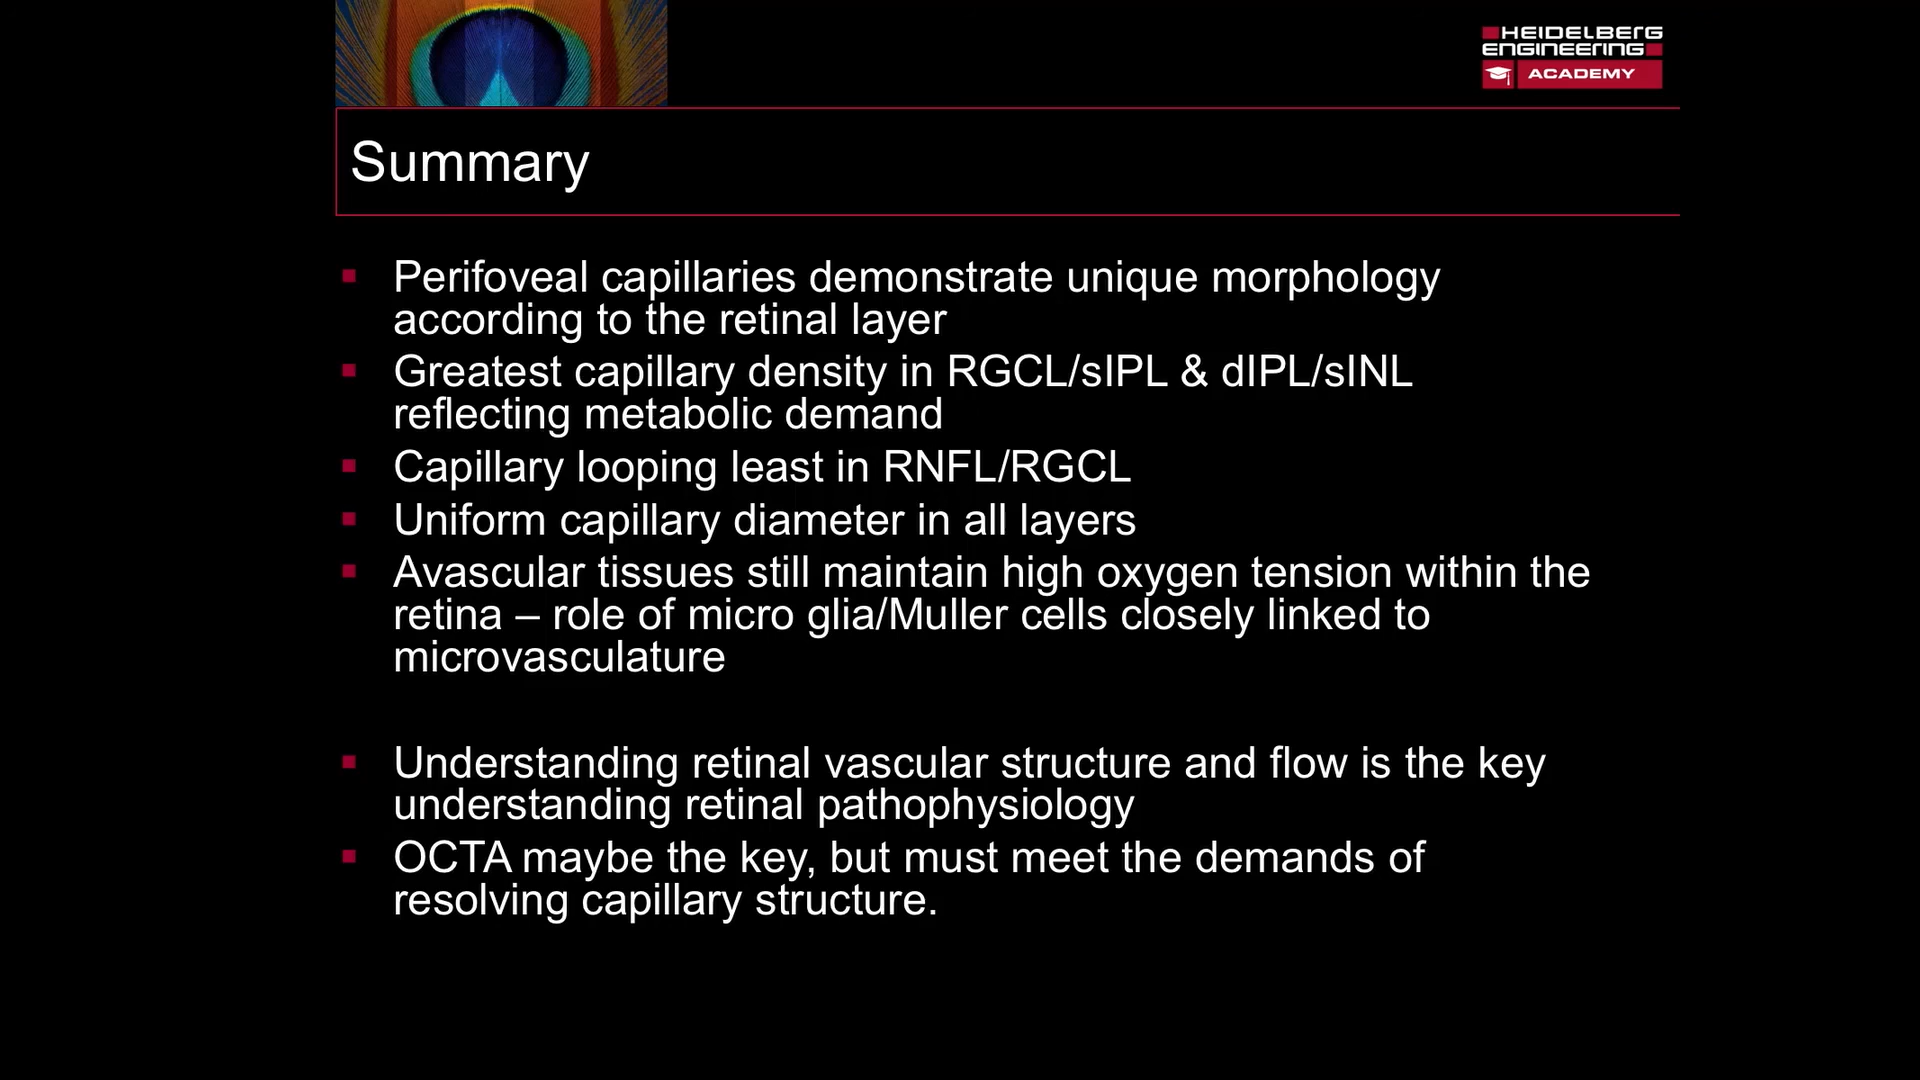 HEIDELBERG
ENGINEERING
ACADEMY
Summary
Perifoveal capillaries demonstrate unique morphology
according to the retinal layer
Greatest capillary density in RGCL/sIPL & dIPL/sINL
reflecting metabolic demand
Capillary looping least in RNFL/RGCL
Uniform capillary diameter in all layers
Avascular tissues still maintain high oxygen tension within the
retina – role of micro glia/Muller cells closely linked to
microvasculature
Understanding retinal vascular structure and flow is the key
understanding retinal pathophysiology
OCTA maybe the key, but must meet the demands of
resolving capillary structure.